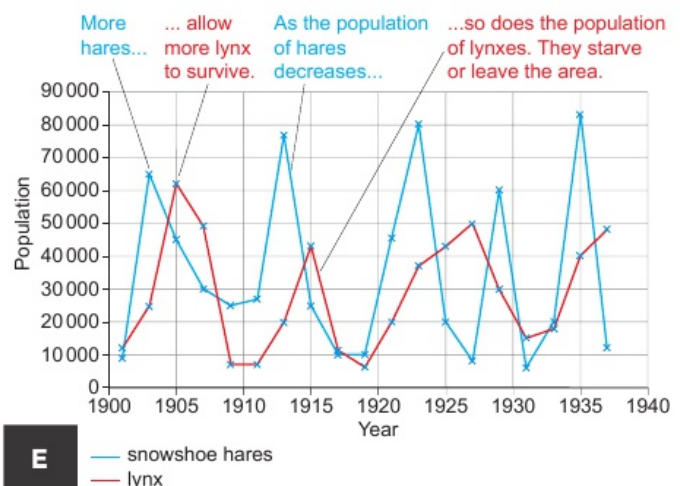 More
hares...
... allow
more lynx
to survive.
As the population
of hares
decreases...
...so does the population
of lynxes. They starve
or leave the area.
Population
90 000
80 000
70 000
60 000
50 000
40 000
30 000
20 000
10 000
0
1900 1905 1910 1915 1920 1925 1930 1935 1940
Year
E
snowshoe hares
lynx